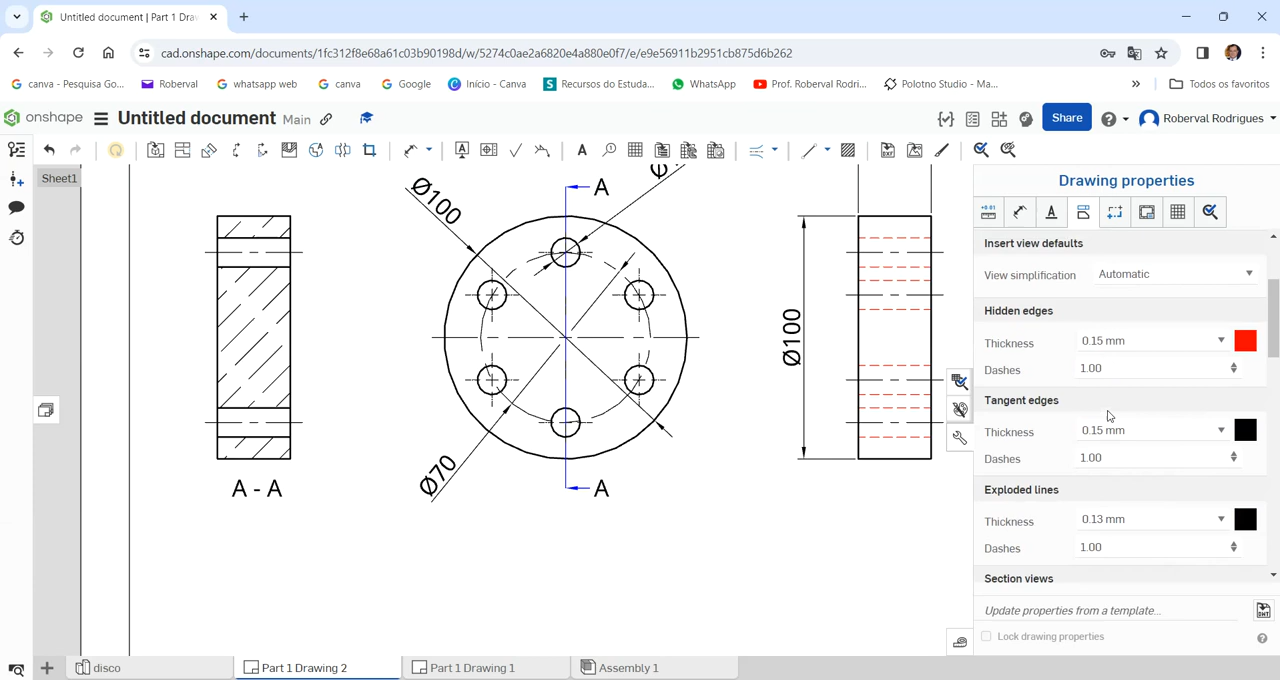 Untitled document | Part 1 Dra
cad.onshape.com/documents/1fc312f8e68a61c03b90198d/w/5274c0ae2a6820e4a880e0f7/e/e9e56911b2951cb875d6b262
canva - Pesquisa Go... Roberval whatsapp web canva Google Início - Canva Recursos do Estuda... WhatsApp Prof. Roberval Rodri... Polotno Studio - Ma... » Todos os favoritos
onshape Untitled document Main Share Roberval Rodrigues
Sheet1
Drawing properties
Insert view defaults
View simplification Automatic
Hidden edges
Thickness 0.15 mm
Dashes 1.00
Tangent edges
Thickness 0.15 mm
Dashes 1.00
Exploded lines
Thickness 0.13 mm
Dashes 1.00
Section views
Update properties from a template...
Lock drawing properties
A
Ø100
Ø100
Ø70
A
A - A
disco Part 1 Drawing 2 Part 1 Drawing 1 Assembly 1